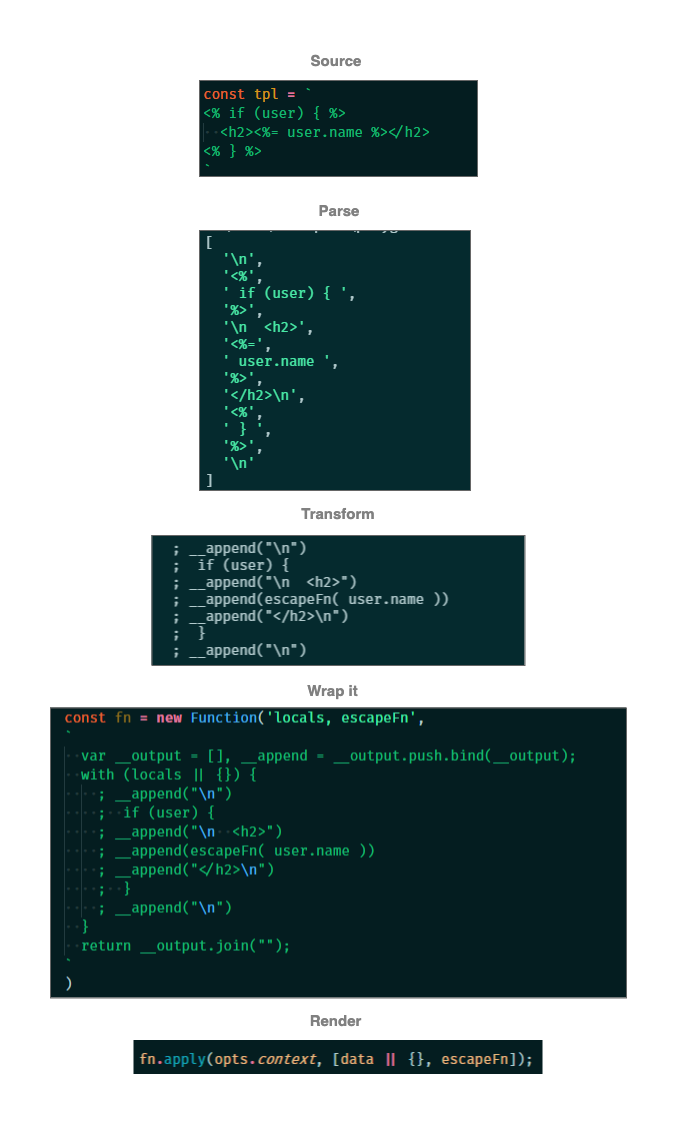 Source
const tpl = `
<% if (user) { %>
  <h2><%= user.name %></h2>
<% } %>
`
Parse
[
  '\n',
  '<%',
  ' if (user) { ',
  '%>',
  '\n  <h2>',
  '<%=',
  ' user.name ',
  '%>',
  '</h2>\n',
  '<%',
  ' } ',
  '%>',
  '\n'
]
Transform
; __append("\n")
;  if (user) {
; __append("\n  <h2>")
; __append(escapeFn( user.name ))
; __append("</h2>\n")
;  }
; __append("\n")
Wrap it
const fn = new Function('locals, escapeFn',
`
  var __output = [], __append = __output.push.bind(__output);
  with (locals || {}) {
    ; __append("\n")
    ;  if (user) {
    ; __append("\n  <h2>")
    ; __append(escapeFn( user.name ))
    ; __append("</h2>\n")
    ;  }
    ; __append("\n")
  }
  return __output.join("");
`
)
Render
fn.apply(opts.context, [data || {}, escapeFn]);